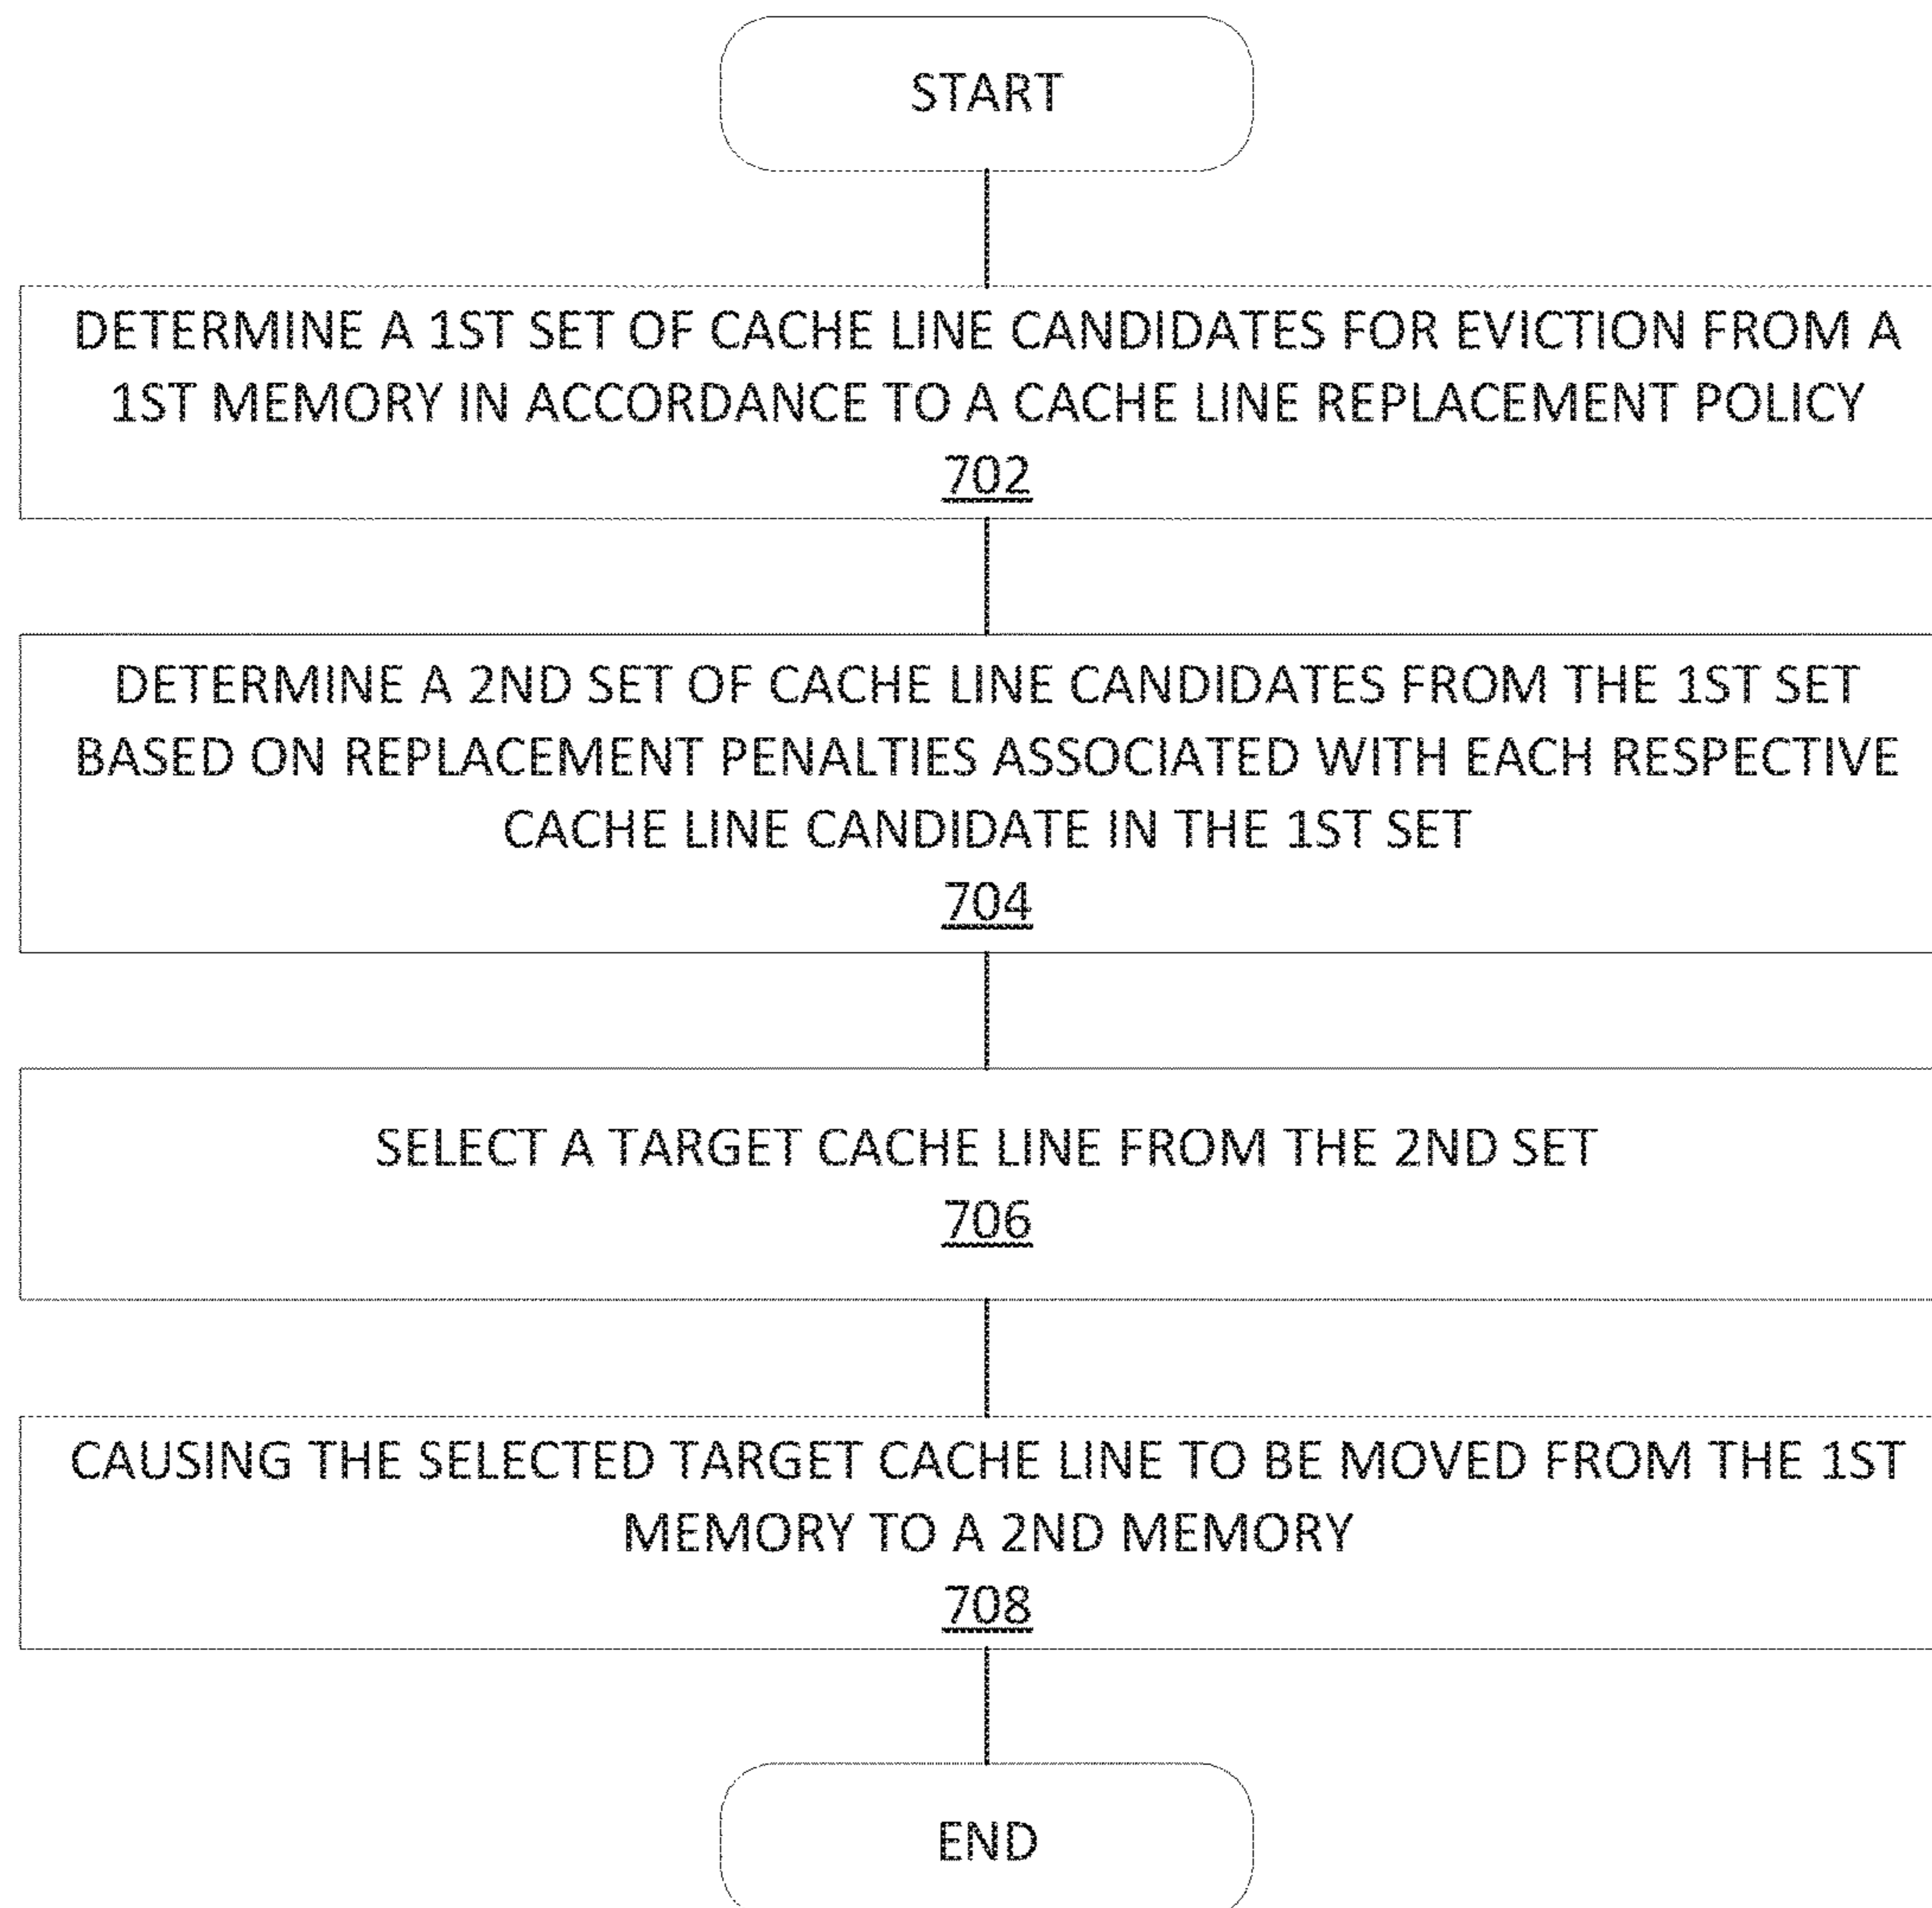 START
DETERMINE A 1ST SET OF CACHE LINE CANDIDATES FOR EVICTION FROM A
1ST MEMORY IN ACCORDANCE TO A CACHE LINE REPLACEMENT POLICY
702
DETERMINE A 2ND SET OF CACHE LINE CANDIDATES FROM THE 1ST SET
BASED ON REPLACEMENT PENALTIES ASSOCIATED WITH EACH RESPECTIVE
CACHE LINE CANDIDATE IN THE 1ST SET
704
SELECT A TARGET CACHE LINE FROM THE 2ND SET
706
CAUSING THE SELECTED TARGET CACHE LINE TO BE MOVED FROM THE 1ST
MEMORY TO A 2ND MEMORY
708
END